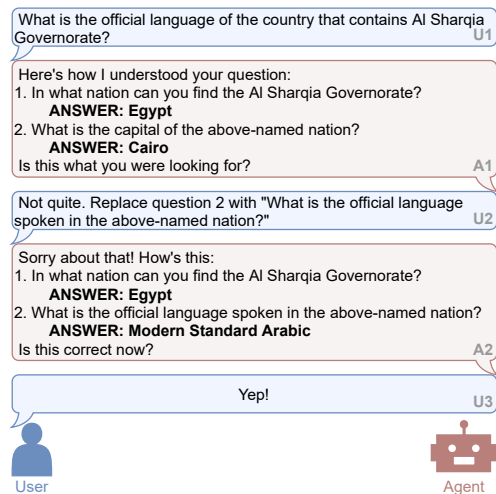 What is the official language of the country that contains Al Sharqia
Governorate?
U1
Here's how I understood your question:
1. In what nation can you find the Al Sharqia Governorate?
ANSWER: Egypt
2. What is the capital of the above-named nation?
ANSWER: Cairo
Is this what you were looking for?
A1
Not quite. Replace question 2 with "What is the official language
spoken in the above-named nation?"
U2
Sorry about that! How's this:
1. In what nation can you find the Al Sharqia Governorate?
ANSWER: Egypt
2. What is the official language spoken in the above-named nation?
ANSWER: Modern Standard Arabic
Is this correct now?
A2
Yep!
U3
User
Agent